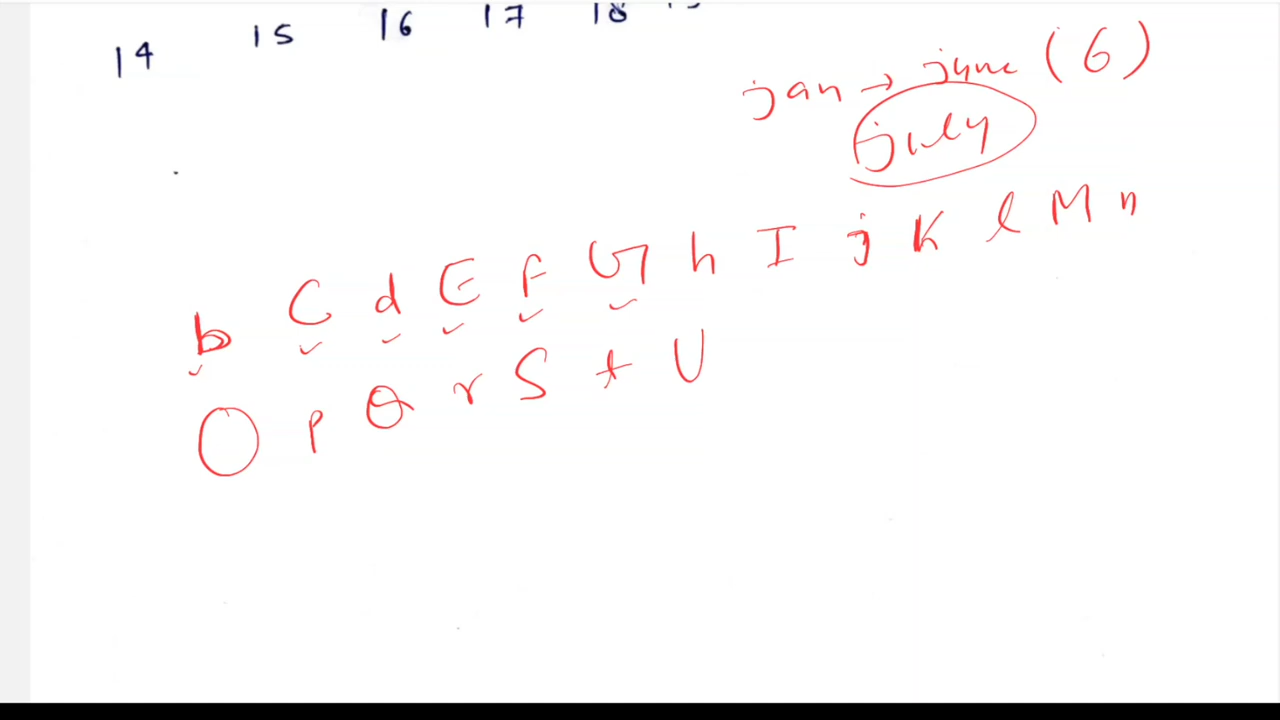 14 15 16 17 18
jan → june (6)
july
b C d E F G h I j K l M n
O p Q r S t U